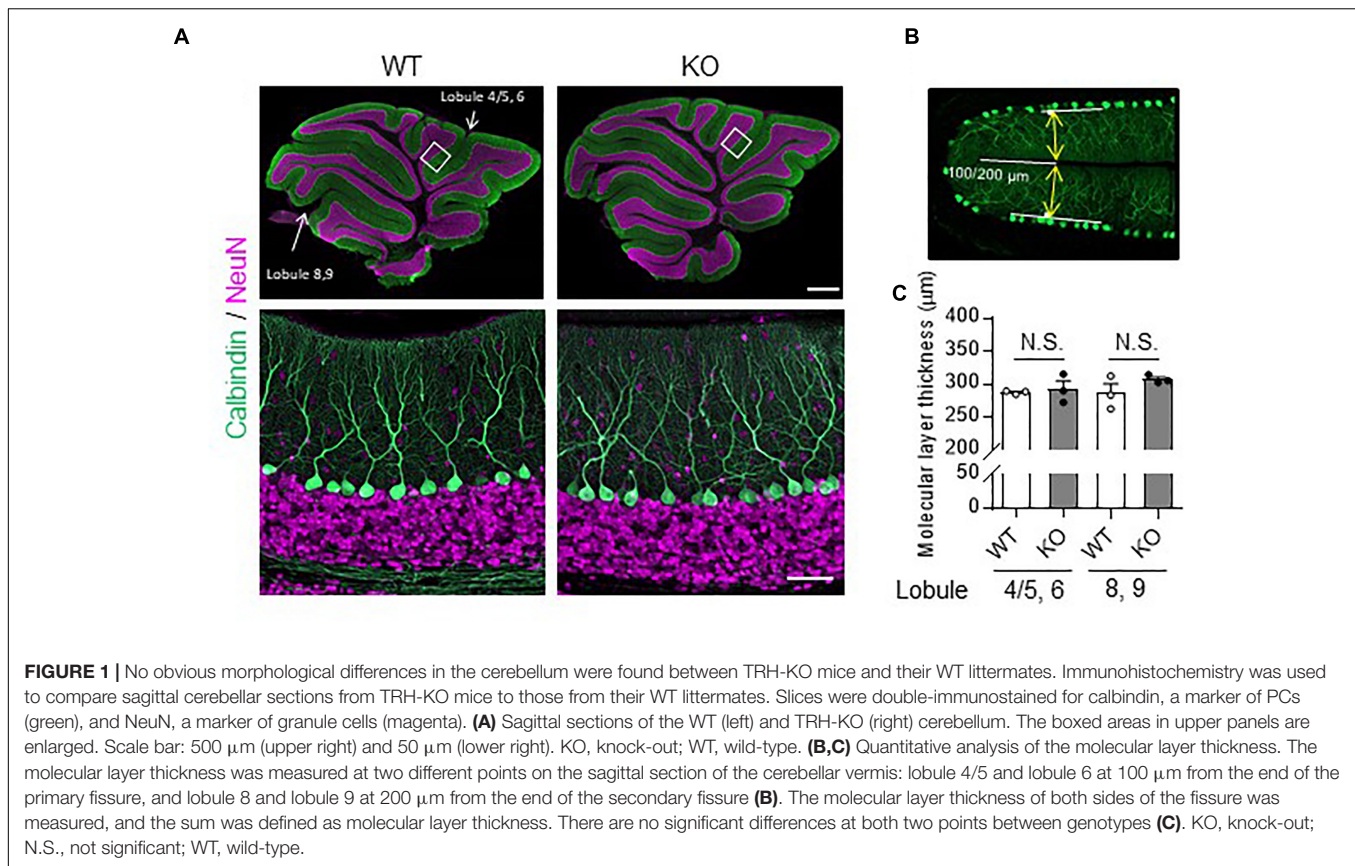 A
WT
KO
Lobule 4/5, 6
Lobule 8,9
Calbindin / NeuN
B
100/200 μm
C
Molecular layer thickness (μm)
400
350
300
250
200
50
0
N.S.
N.S.
WT
KO
WT
KO
Lobule 4/5, 6 8, 9
FIGURE 1 | No obvious morphological differences in the cerebellum were found between TRH-KO mice and their WT littermates. Immunohistochemistry was used
to compare sagittal cerebellar sections from TRH-KO mice to those from their WT littermates. Slices were double-immunostained for calbindin, a marker of PCs
(green), and NeuN, a marker of granule cells (magenta). (A) Sagittal sections of the WT (left) and TRH-KO (right) cerebellum. The boxed areas in upper panels are
enlarged. Scale bar: 500 μm (upper right) and 50 μm (lower right). KO, knock-out; WT, wild-type. (B,C) Quantitative analysis of the molecular layer thickness. The
molecular layer thickness was measured at two different points on the sagittal section of the cerebellar vermis: lobule 4/5 and lobule 6 at 100 μm from the end of the
primary fissure, and lobule 8 and lobule 9 at 200 μm from the end of the secondary fissure (B). The molecular layer thickness of both sides of the fissure was
measured, and the sum was defined as molecular layer thickness. There are no significant differences at both two points between genotypes (C). KO, knock-out;
N.S., not significant; WT, wild-type.